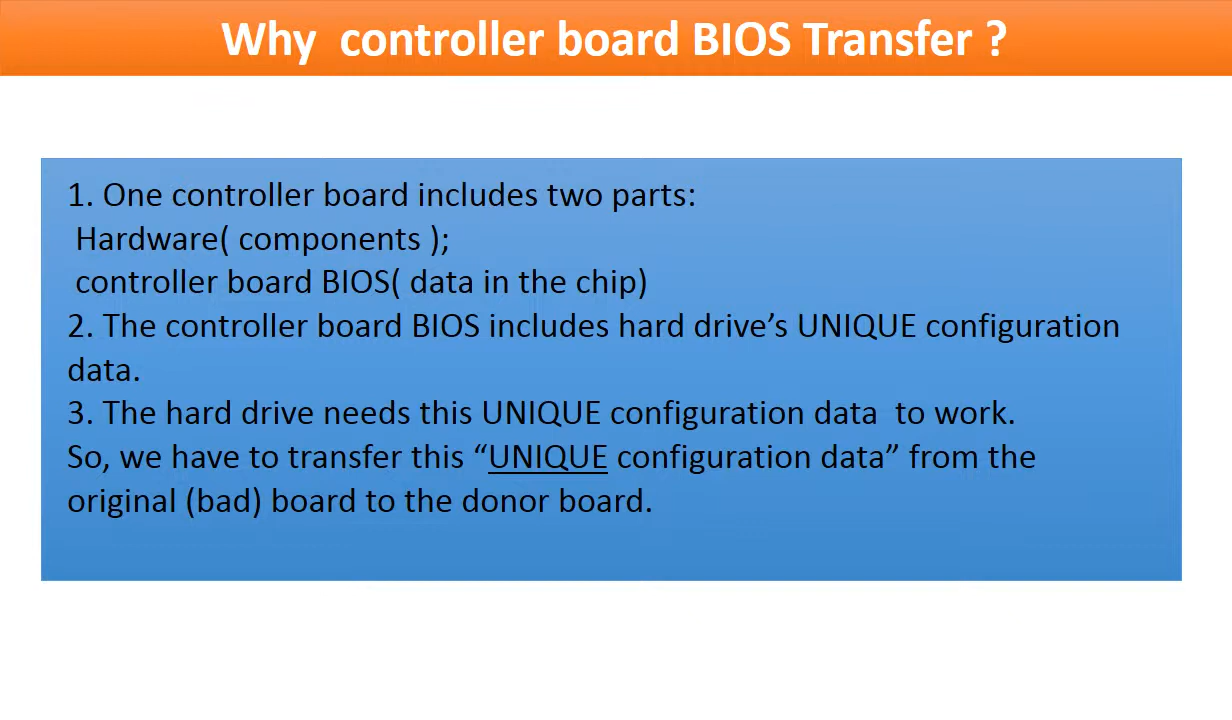 Why controller board BIOS Transfer ?
1. One controller board includes two parts:
Hardware( components );
controller board BIOS( data in the chip)
2. The controller board BIOS includes hard drive’s UNIQUE configuration
data.
3. The hard drive needs this UNIQUE configuration data to work.
So, we have to transfer this “UNIQUE configuration data” from the
original (bad) board to the donor board.